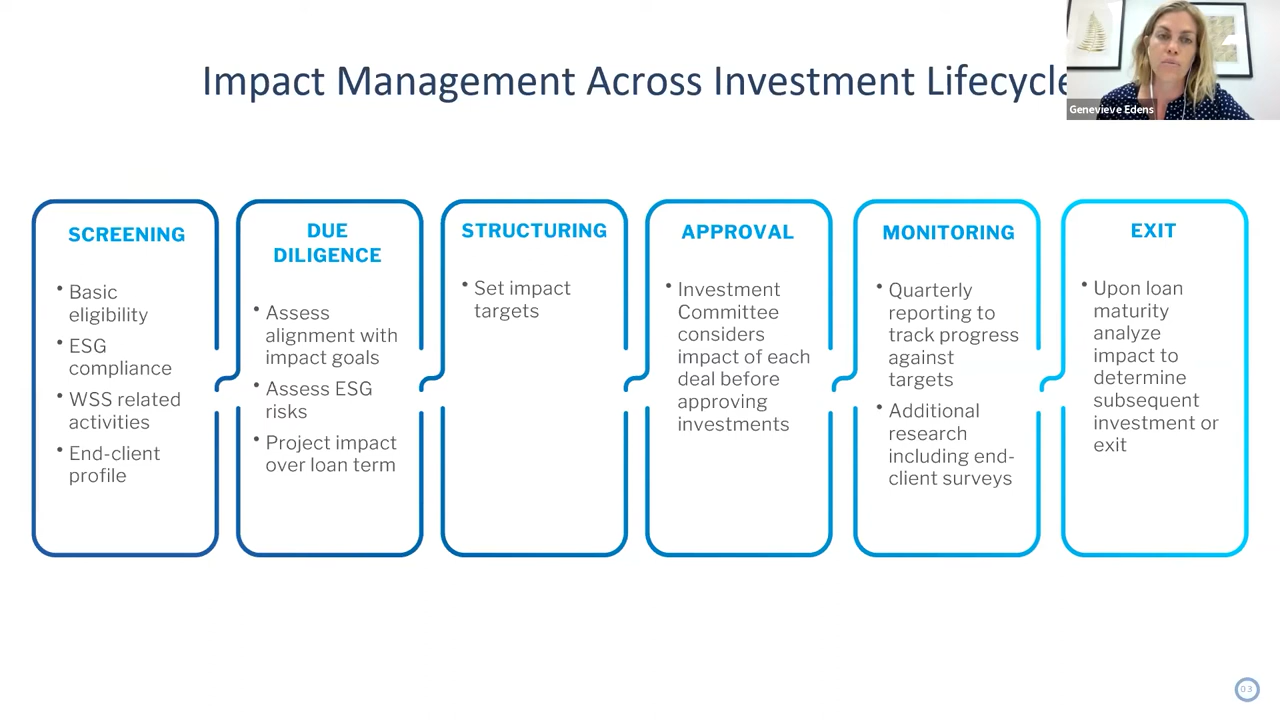 Impact Management Across Investment Lifecycle
Genevieve Edens
SCREENING
• Basic
eligibility
• ESG
compliance
• WSS related
activities
• End-client
profile
DUE
DILIGENCE
• Assess
alignment with
impact goals
• Assess ESG
risks
• Project impact
over loan term
STRUCTURING
• Set impact
targets
APPROVAL
• Investment
Committee
considers
impact of each
deal before
approving
investments
MONITORING
• Quarterly
reporting to
track progress
against
targets
• Additional
research
including end-
client surveys
EXIT
• Upon loan
maturity
analyze
impact to
determine
subsequent
investment or
exit
03